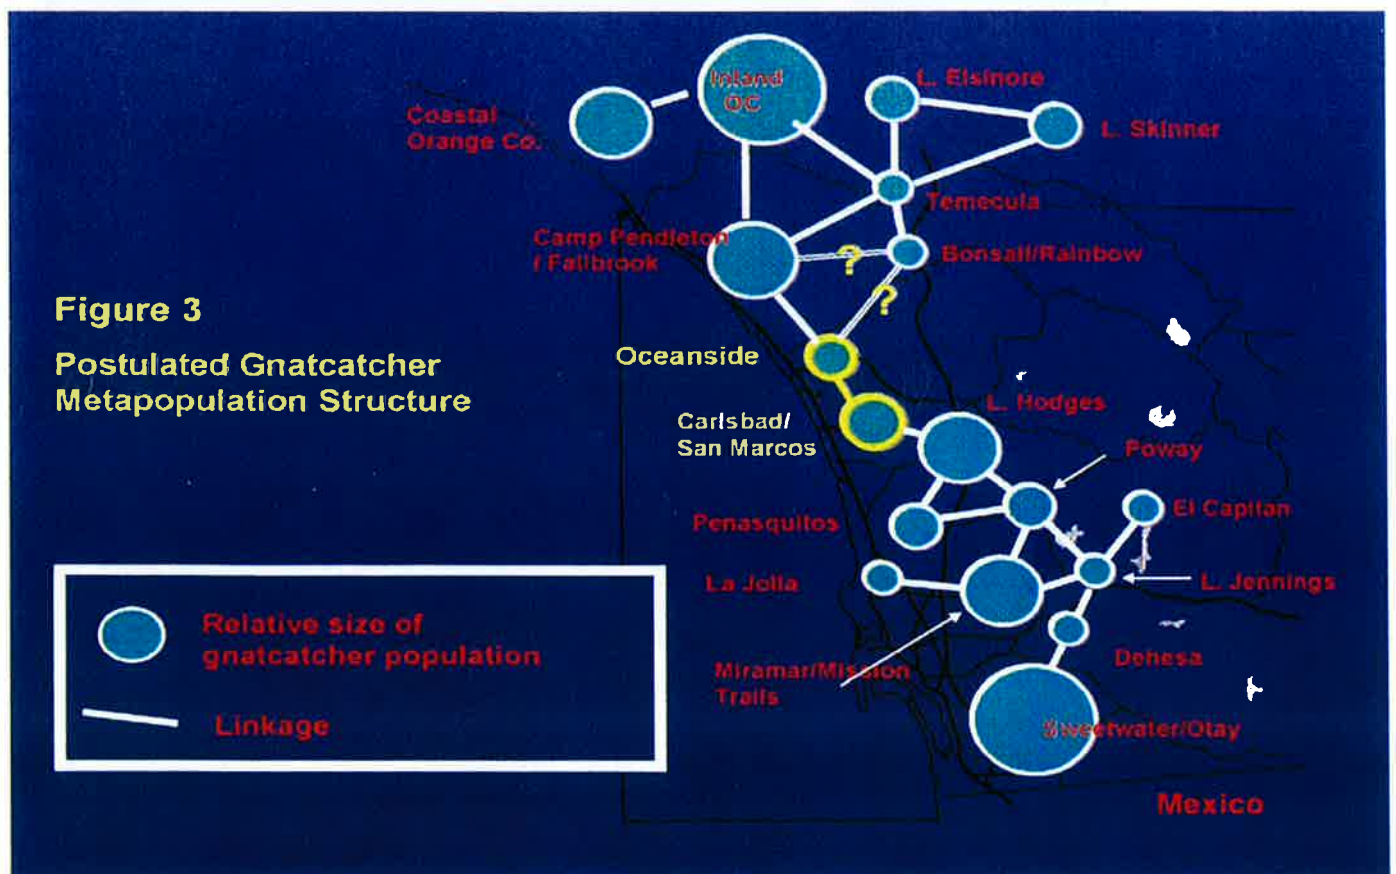 Inland
OC
L. Elsinore
Coastal
Orange Co.
L. Skinner
Temecula
Camp Pendleton
/ Fallbrook
?
Bonsall/Rainbow
?
Figure 3
Postulated Gnatcatcher
Metapopulation Structure
Oceanside
L. Hodges
Carlsbad/
San Marcos
Poway
Penasquitos
El Capitan
La Jolla
L. Jennings
Miramar/Mission
Trails
Dehesa
Sweetwater/Otay
Mexico
Relative size of
gnatcatcher population
Linkage